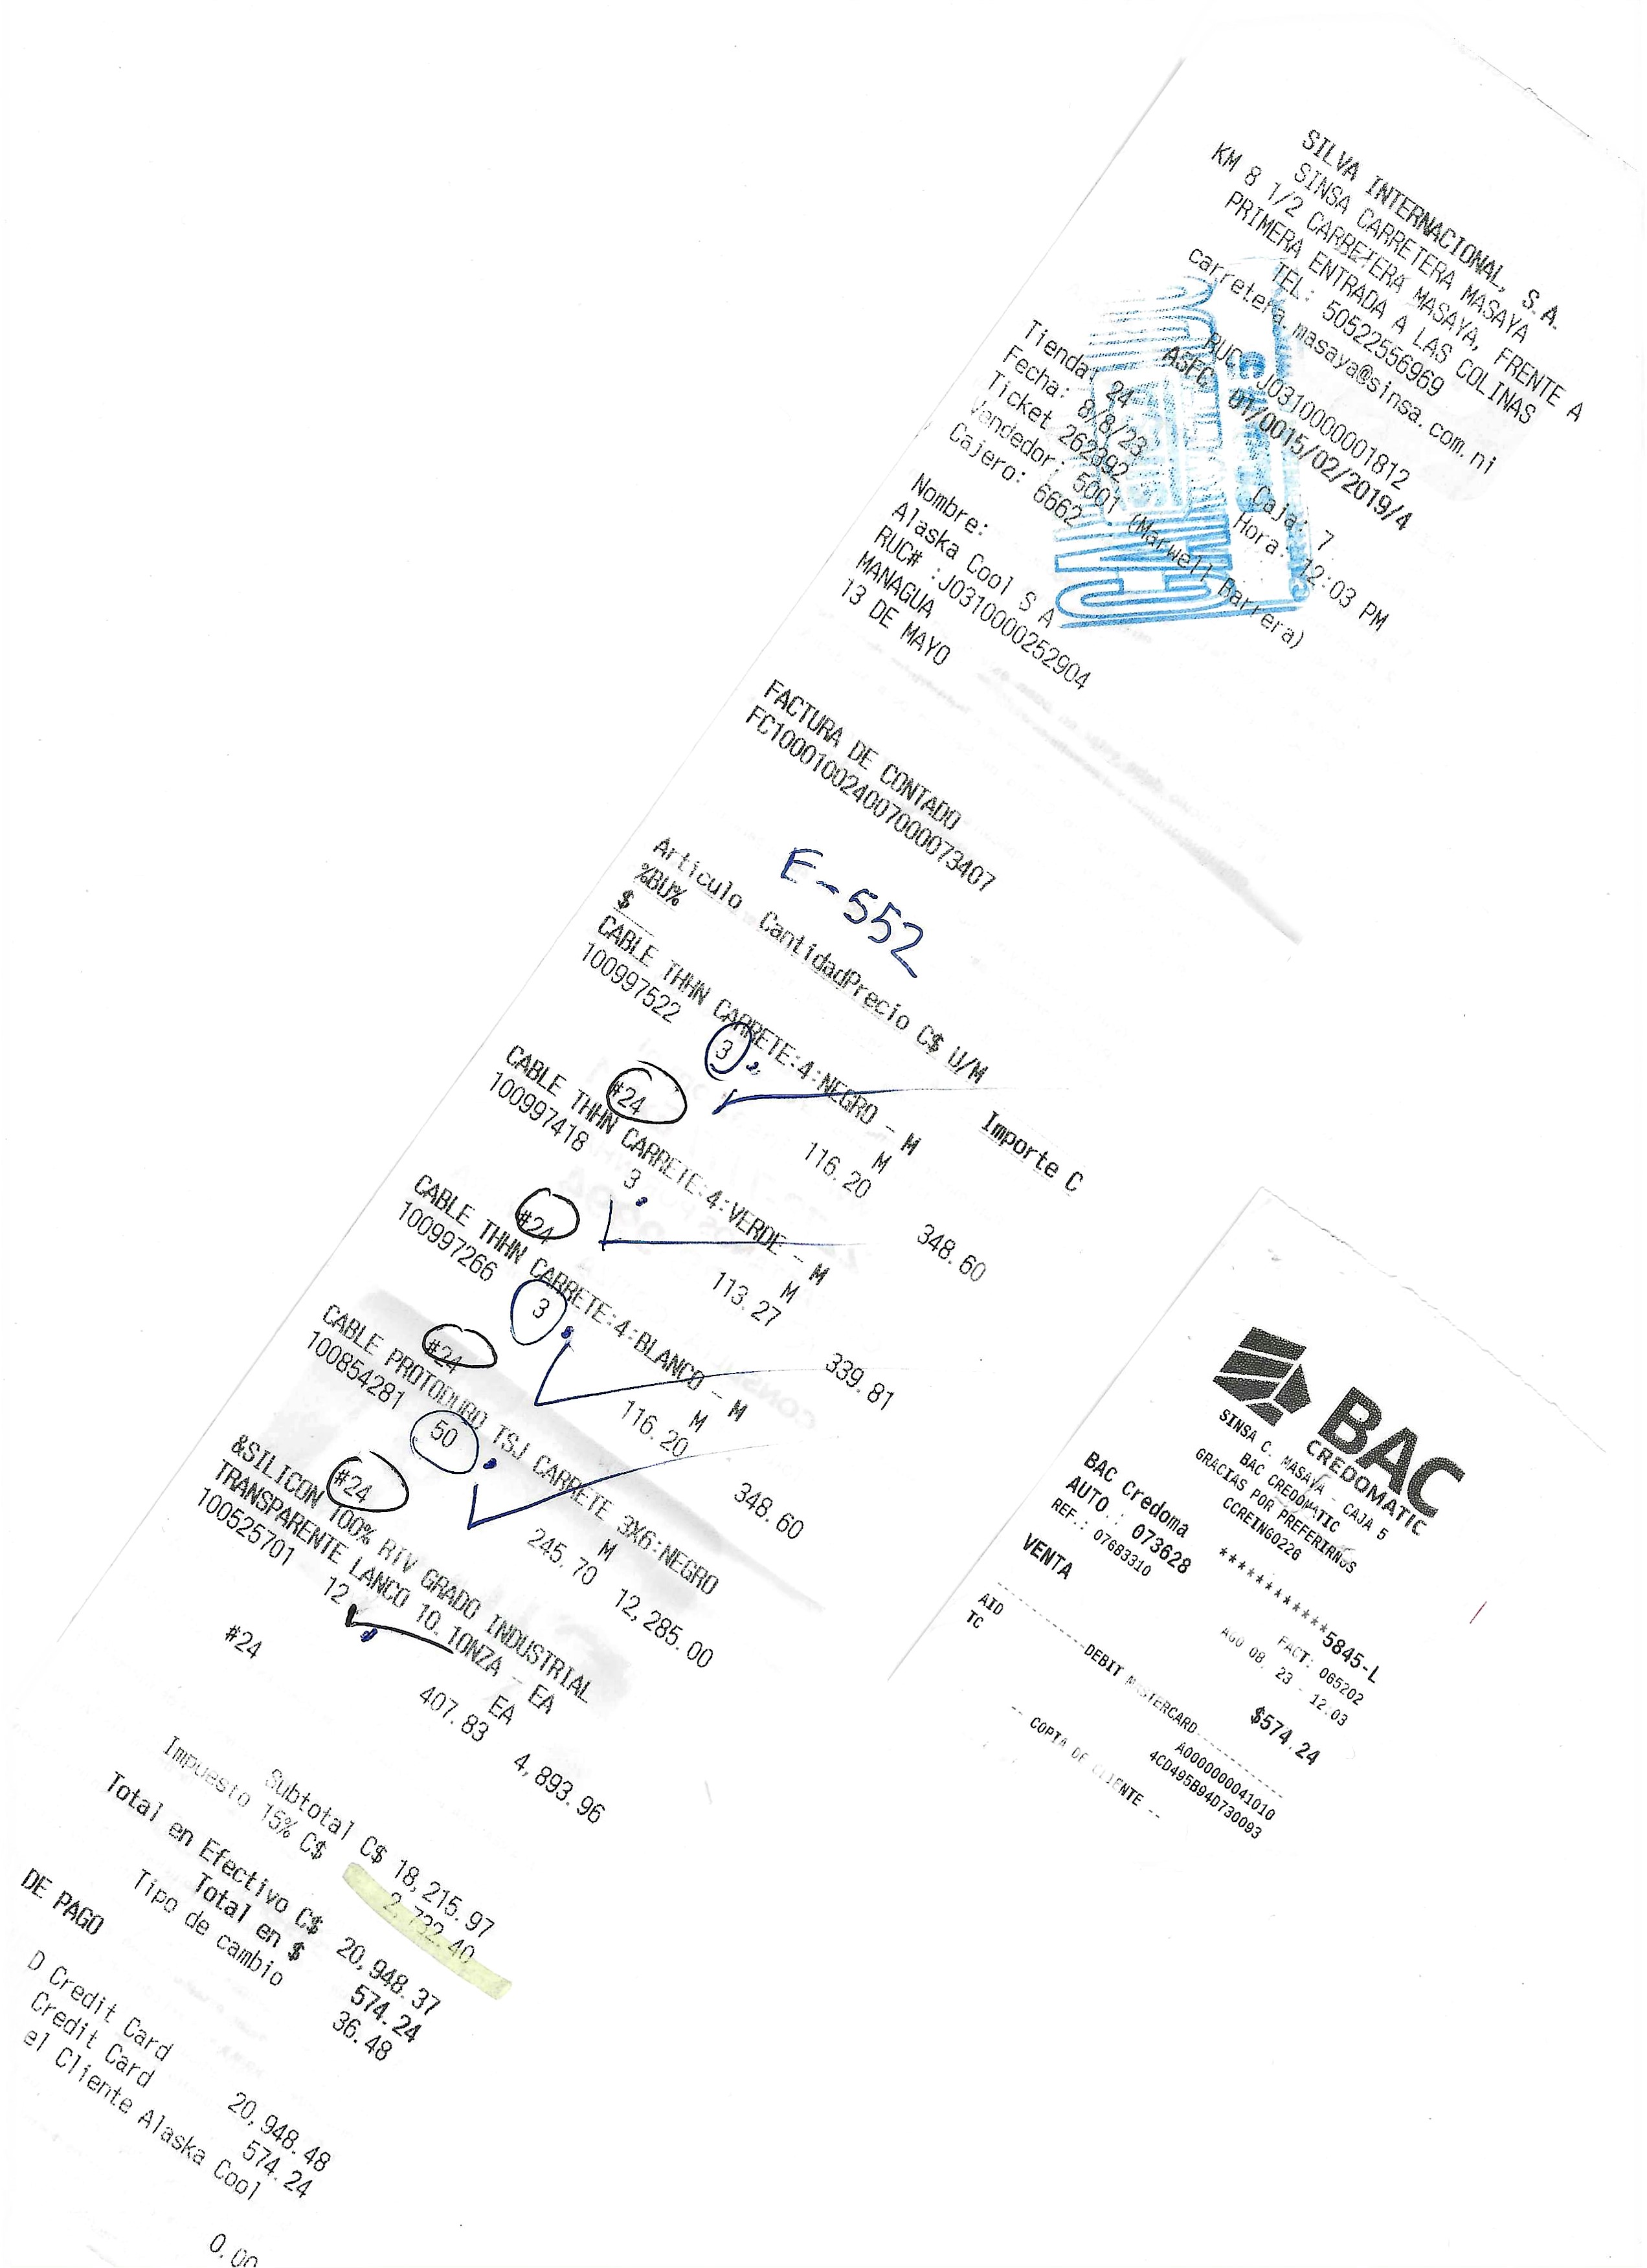 SILVA INTERNACIONAL, S.A.
SINSA CARRETERA MASAYA
KM 8 1/2 CARRETERA MASAYA, FRENTE A
PRIMERA ENTRADA A LAS COLINAS
TEL: 50522556969
carretera.masaya@sinsa.com.ni
RUC: J0310000001812
ASFC 01/0015/02/2019/4
Tienda: 24 Caja: 7
Fecha: 8/8/23 Hora: 12:03 PM
Ticket 262392
Vendedor: 5001 (Marwell Barrera)
Cajero: 6662
Nombre:
Alaska Cool S A
RUC# :J0310000252904
MANAGUA
13 DE MAYO
FACTURA DE CONTADO
FC100010024007000073407
E-552
Articulo CantidadPrecio C$ U/M Importe C
%BU%
$
CABLE THHN CARRETE:4:NEGRO - M
100997522 3 M
#24 116.20 348.60
CABLE THHN CARRETE:4:VERDE - M
100997418 3 M
#24 113.27 339.81
CABLE THHN CARRETE:4:BLANCO - M
100997266 3 M
#24 116.20 348.60
CABLE PROTODURO TSJ CARRETE 3X6:NEGRO
100854281 50 M
#24 245.70 12,285.00
&SILICON 100% RTV GRADO INDUSTRIAL
TRANSPARENTE LANCO 10.1ONZA - EA
100525701 12 EA
#24 407.83 4,893.96
Subtotal C$ 18,215.97
Impuesto 15% C$ 2,732.40
Total en Efectivo C$ 20,948.37
Total en $ 574.24
Tipo de cambio 36.48
DE PAGO
D Credit Card 20,948.48
Credit Card 574.24
el Cliente Alaska Cool
0.00
BAC
CREDOMATIC
SINSA C. MASAYA - CAJA 5
BAC CREDOMATIC
GRACIAS POR PREFERIRNOS
CCREING0226
BAC Credoma ************5845-L
AUTO.: 073628 FACT: 065202
REF.: 07683310 AGO 08. 23 - 12.03
VENTA $574.24
DEBIT MASTERCARD
AID A0000000041010
TC 4CD495B94D730093
-- COPIA DE CLIENTE --